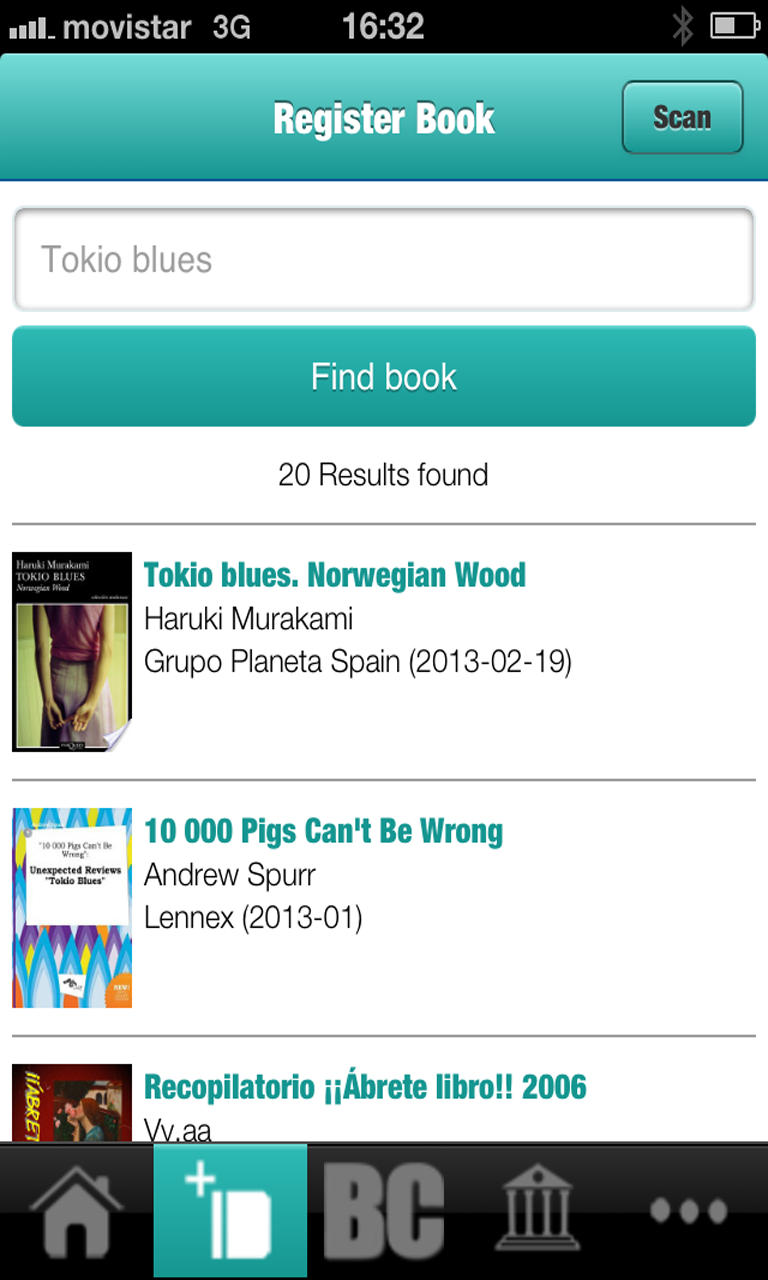 movistar 3G 16:32
Register Book
Scan
Tokio blues
Find book
20 Results found
Haruki Murakami
TOKIO BLUES
Norwegian Wood
Tokio blues. Norwegian Wood
Haruki Murakami
Grupo Planeta Spain (2013-02-19)
"10 000 Pigs Can't Be
Wrong":
Unexpected Reviews
"Tokio Blues"
NEW!
10 000 Pigs Can't Be Wrong
Andrew Spurr
Lennex (2013-01)
¡¡ÁBRET
Recopilatorio ¡¡Ábrete libro!! 2006
Vv.aa
BC